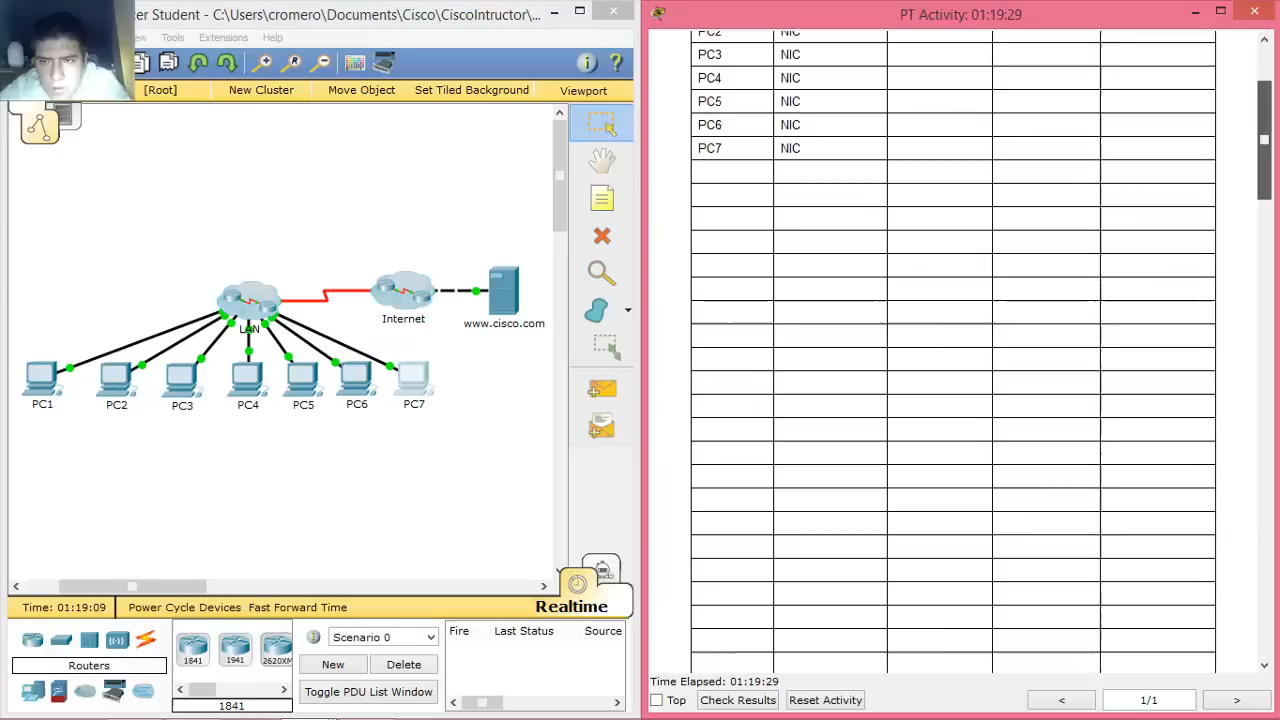 er Student - C:\Users\cromero\Documents\Cisco\CiscoIntructor\...
PT Activity: 01:19:29
Tools Extensions Help
[Root] New Cluster Move Object Set Tiled Background Viewport
PC2 NIC
PC3 NIC
PC4 NIC
PC5 NIC
PC6 NIC
PC7 NIC
LAN
Internet
www.cisco.com
PC1 PC2 PC3 PC4 PC5 PC6 PC7
Time: 01:19:09 Power Cycle Devices Fast Forward Time
Realtime
Routers
1841 1941 2620XM
1841
Scenario 0
New Delete
Toggle PDU List Window
Fire Last Status Source
Time Elapsed: 01:19:29
Top Check Results Reset Activity < 1/1 >